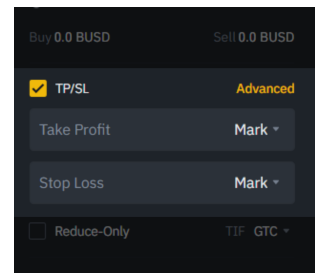 Buy 0.0 BUSD Sell 0.0 BUSD
TP/SL Advanced
Take Profit Mark
Stop Loss Mark
Reduce-Only TIF GTC